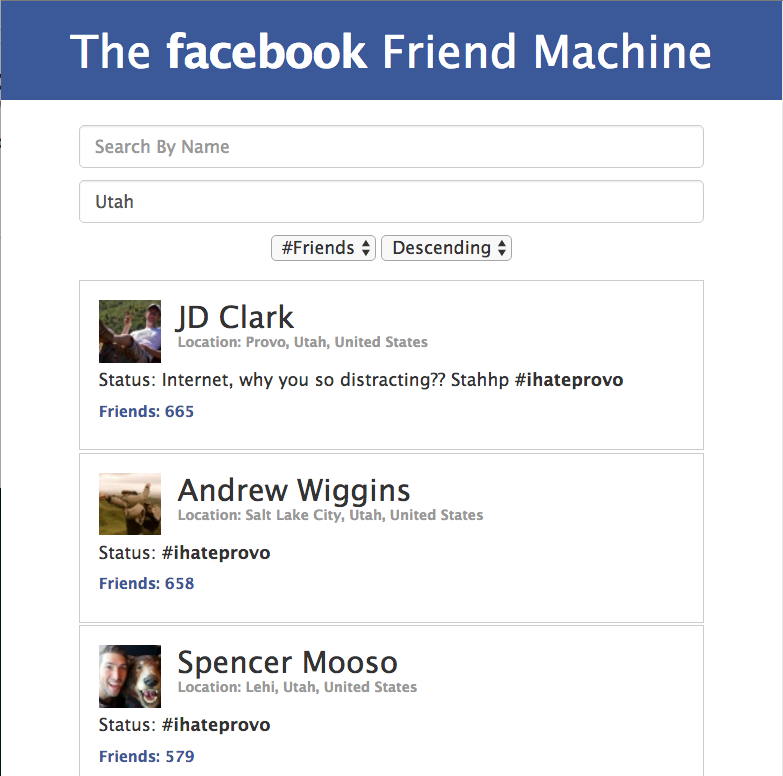 The facebook Friend Machine
Search By Name
Utah
#Friends Descending
JD Clark
Location: Provo, Utah, United States
Status: Internet, why you so distracting?? Stahhp #ihateprovo
Friends: 665
Andrew Wiggins
Location: Salt Lake City, Utah, United States
Status: #ihateprovo
Friends: 658
Spencer Mooso
Location: Lehi, Utah, United States
Status: #ihateprovo
Friends: 579